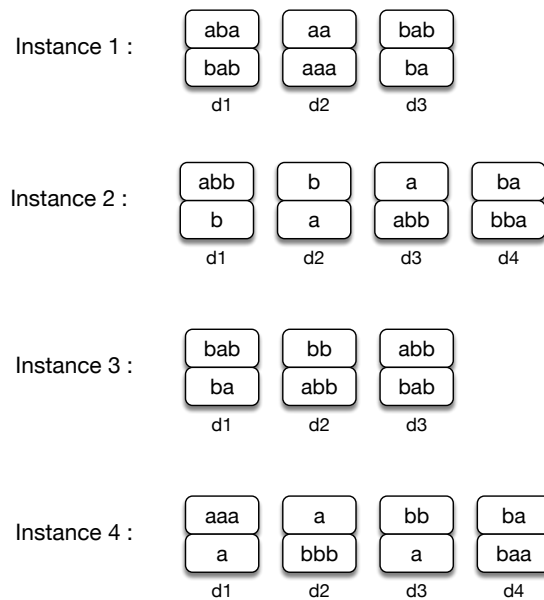 Instance 1 :
aba aa bab
bab aaa ba
d1 d2 d3
Instance 2 :
abb b a ba
b a abb bba
d1 d2 d3 d4
Instance 3 :
bab bb abb
ba abb bab
d1 d2 d3
Instance 4 :
aaa a bb ba
a bbb a baa
d1 d2 d3 d4